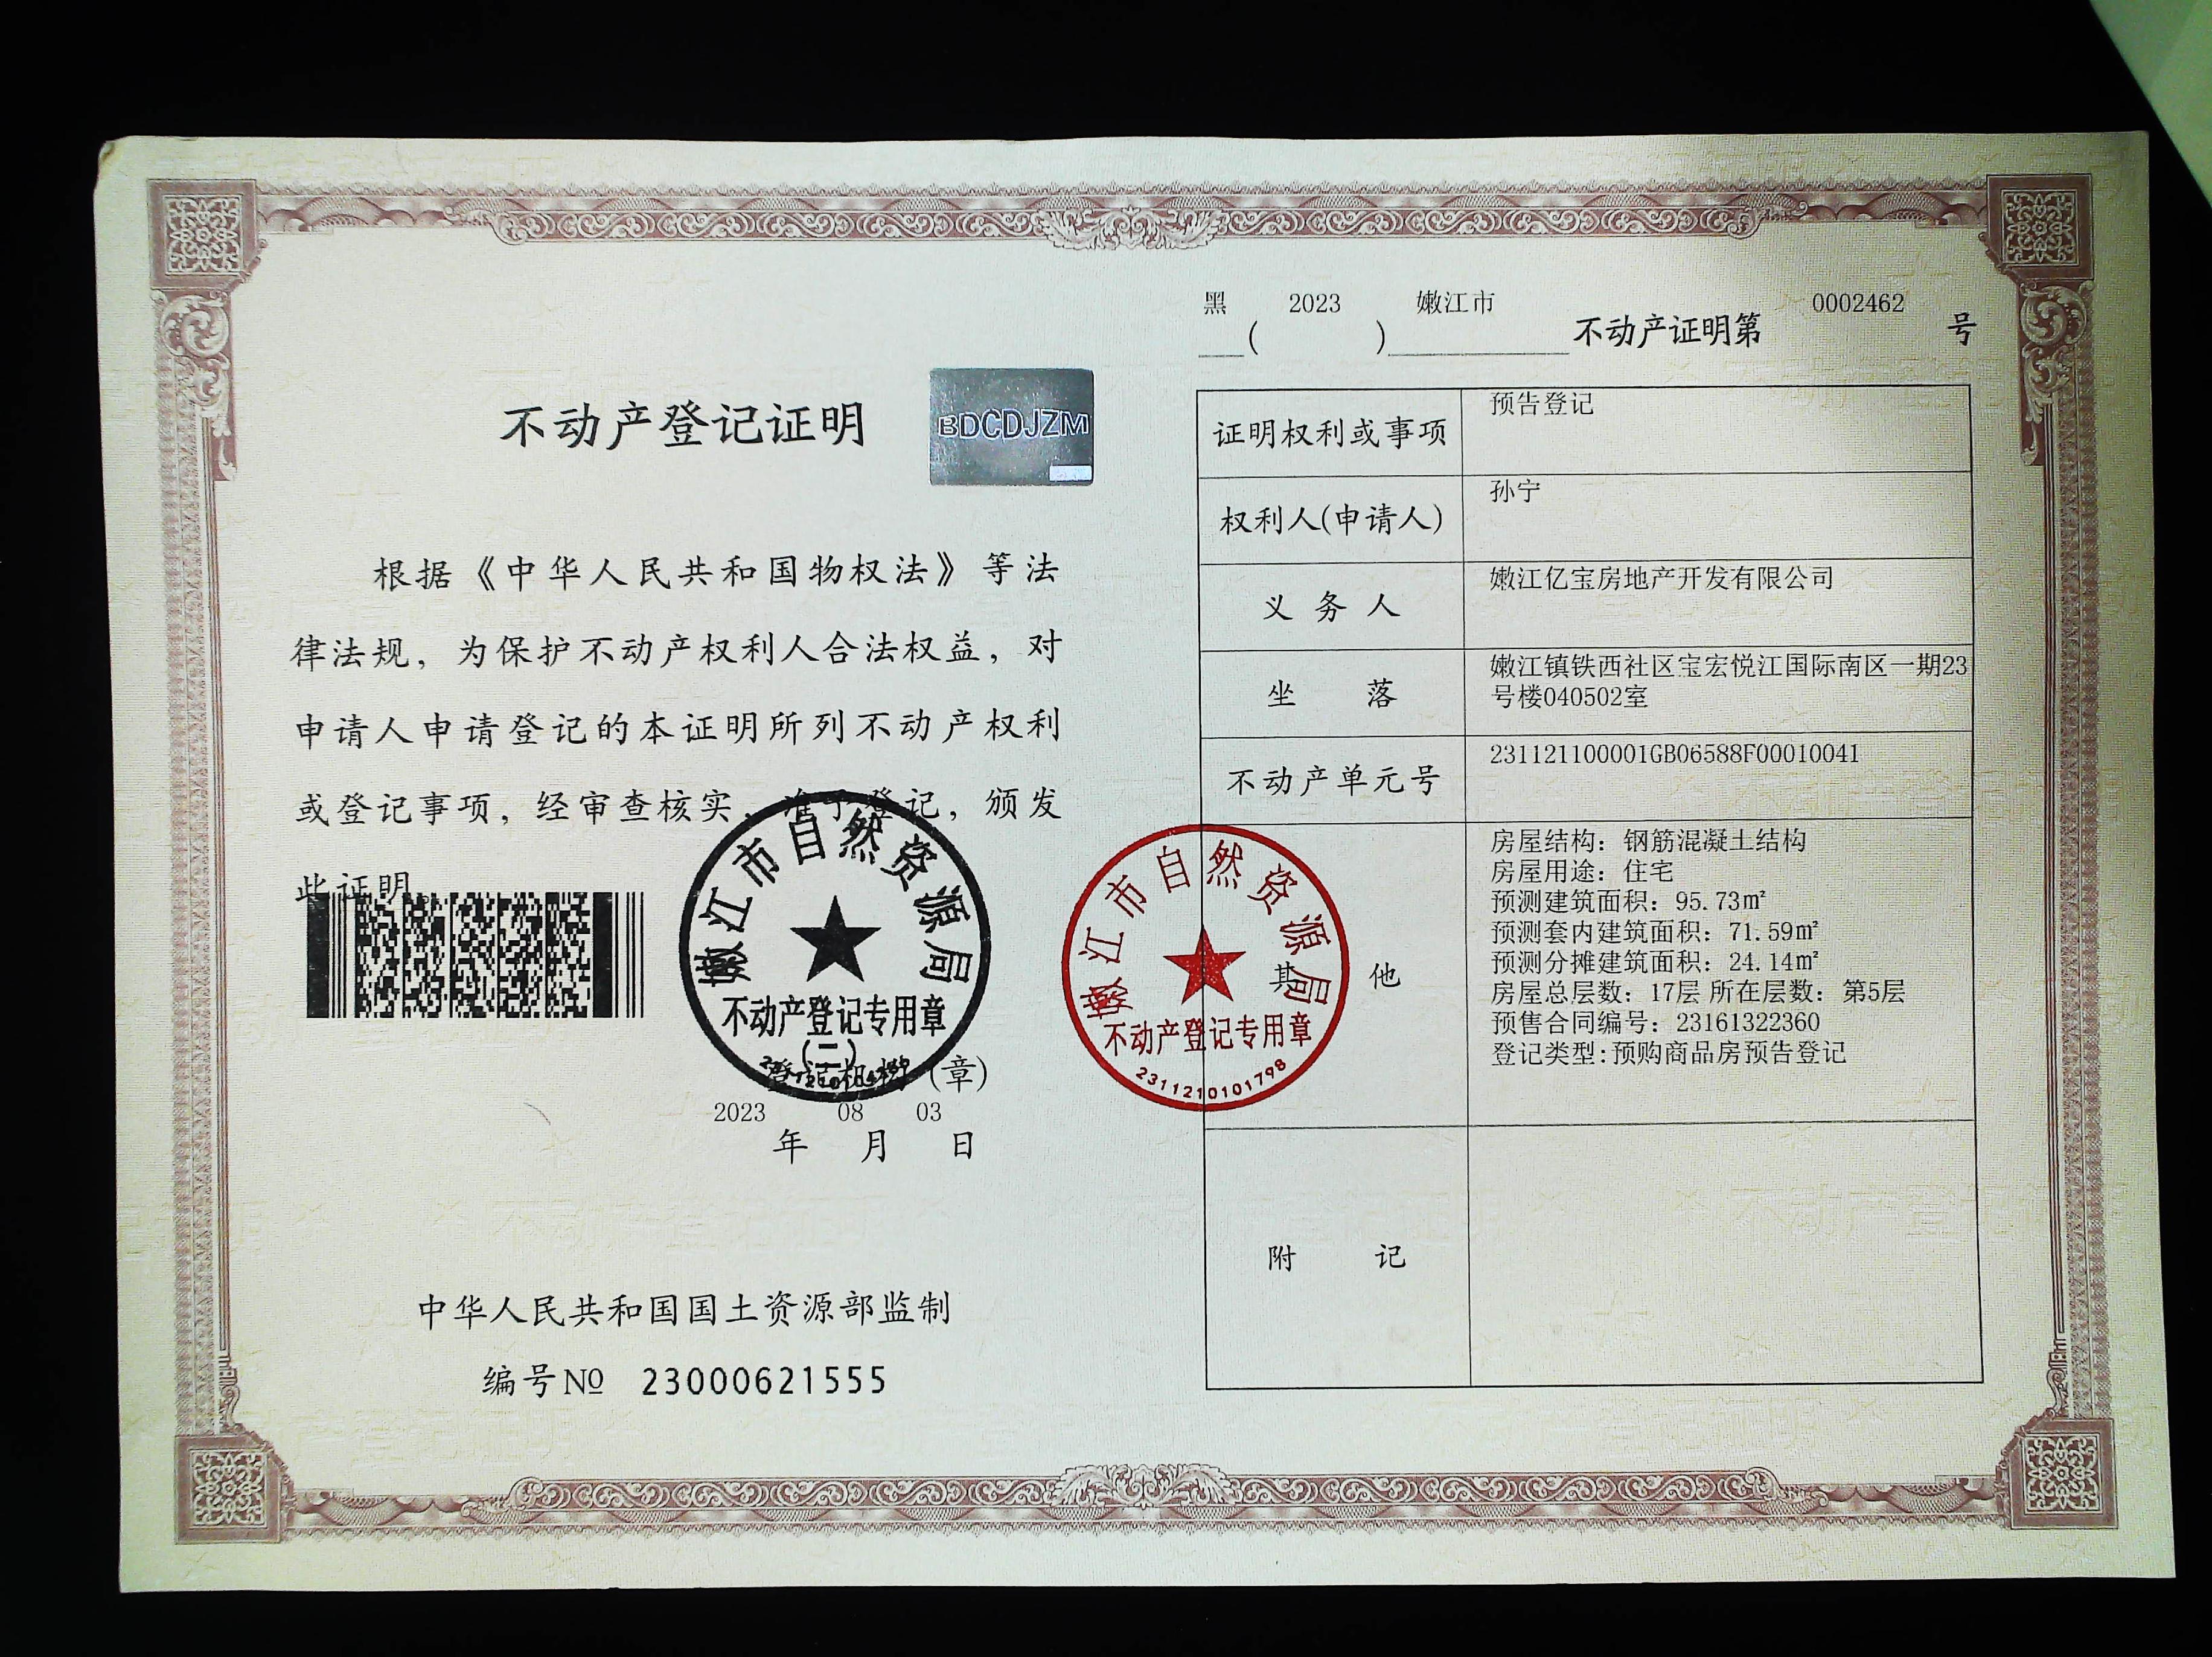 不动产登记证明
BDCDJZM
根据《中华人民共和国物权法》等法
律法规，为保护不动产权利人合法权益，对
申请人申请登记的本证明所列不动产权利
或登记事项，经审查核实，准予登记，颁发
此证明。
嫩江市自然资源局
不动产登记专用章
(二)
登记机构（章）
2023 08 03
年 月 日
中华人民共和国国土资源部监制
编号№ 23000621555
黑 2023 嫩江市 0002462
( ) 不动产证明第 号
证明权利或事项 预告登记
权利人(申请人) 孙宁
义务人 嫩江亿宝房地产开发有限公司
坐落 嫩江镇铁西社区宝宏悦江国际南区一期23
号楼040502室
不动产单元号 231121100001GB06588F00010041
其他
房屋结构：钢筋混凝土结构
房屋用途：住宅
预测建筑面积：95.73㎡
预测套内建筑面积：71.59㎡
预测分摊建筑面积：24.14㎡
房屋总层数：17层 所在层数：第5层
预售合同编号：23161322360
登记类型:预购商品房预告登记
嫩江市自然资源局
不动产登记专用章
2311210101798
附记